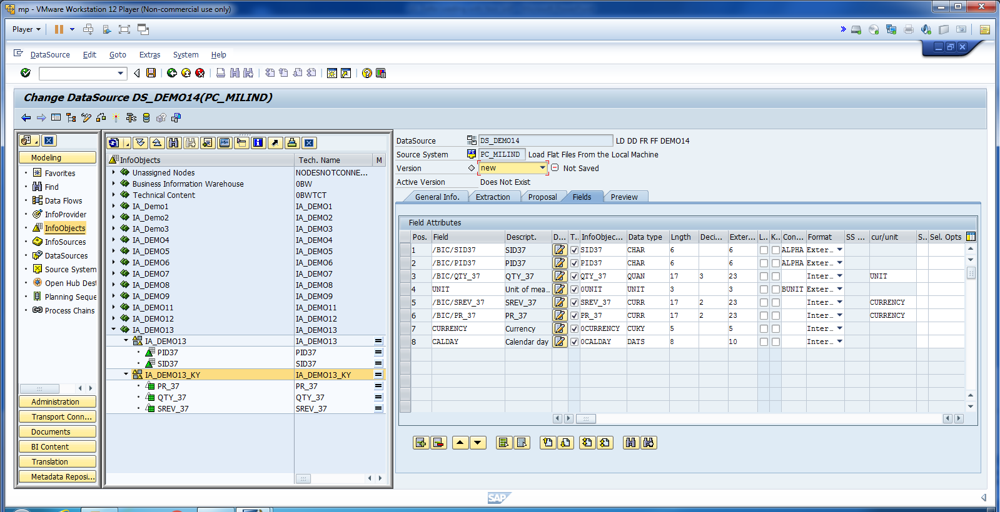 mp - VMware Workstation 12 Player (Non-commercial use only)
Player
DataSource Edit Goto Extras System Help
Change DataSource DS_DEMO14(PC_MILIND)
Modeling
Favorites
Find
Data Flows
InfoProvider
InfoObjects
InfoSources
DataSources
Source System
Open Hub Dest
Planning Seque
Process Chains
Administration
Transport Conn...
Documents
BI Content
Translation
Metadata Reposi...
InfoObjects Tech. Name M
Unassigned Nodes NODESNOTCONNE...
Business Information Warehouse 0BW
Technical Content 0BWTCT
IA_Demo1 IA_DEMO1
IA_Demo2 IA_DEMO2
IA_Demo3 IA_DEMO3
IA_DEMO4 IA_DEMO4
IA_DEMO5 IA_DEMO5
IA_DEMO6 IA_DEMO6
IA_DEMO7 IA_DEMO7
IA_DEMO8 IA_DEMO8
IA_DEMO9 IA_DEMO9
IA_DEMO11 IA_DEMO11
IA_DEMO12 IA_DEMO12
IA_DEMO13 IA_DEMO13
IA_DEMO13 IA_DEMO13
PID37 PID37
SID37 SID37
IA_DEMO13_KY IA_DEMO13_KY
PR_37 PR_37
QTY_37 QTY_37
SREV_37 SREV_37
DataSource DS_DEMO14 LD DD FR FF DEMO14
Source System PC_MILIND Load Flat Files From the Local Machine
Version new Not Saved
Active Version Does Not Exist
General Info. Extraction Proposal Fields Preview
Field Attributes
Pos. Field Descript. D... T.. InfoObjec... Data type Lngth Deci... Exter... L.. K.. Con... Format SS ... cur/unit S.. Sel. Opts
1 /BIC/SID37 SID37 SID37 CHAR 6 6 ALPHA Exter...
2 /BIC/PID37 PID37 PID37 CHAR 6 6 ALPHA Exter...
3 /BIC/QTY_37 QTY_37 QTY_37 QUAN 17 3 23 Inter... UNIT
4 UNIT Unit of mea... 0UNIT UNIT 3 3 BUNIT Exter...
5 /BIC/SREV_37 SREV_37 SREV_37 CURR 17 2 23 Inter... CURRENCY
6 /BIC/PR_37 PR_37 PR_37 CURR 17 2 23 Inter... CURRENCY
7 CURRENCY Currency 0CURRENCY CUKY 5 5 Inter...
8 CALDAY Calendar day 0CALDAY DATS 8 10 Inter...
SAP